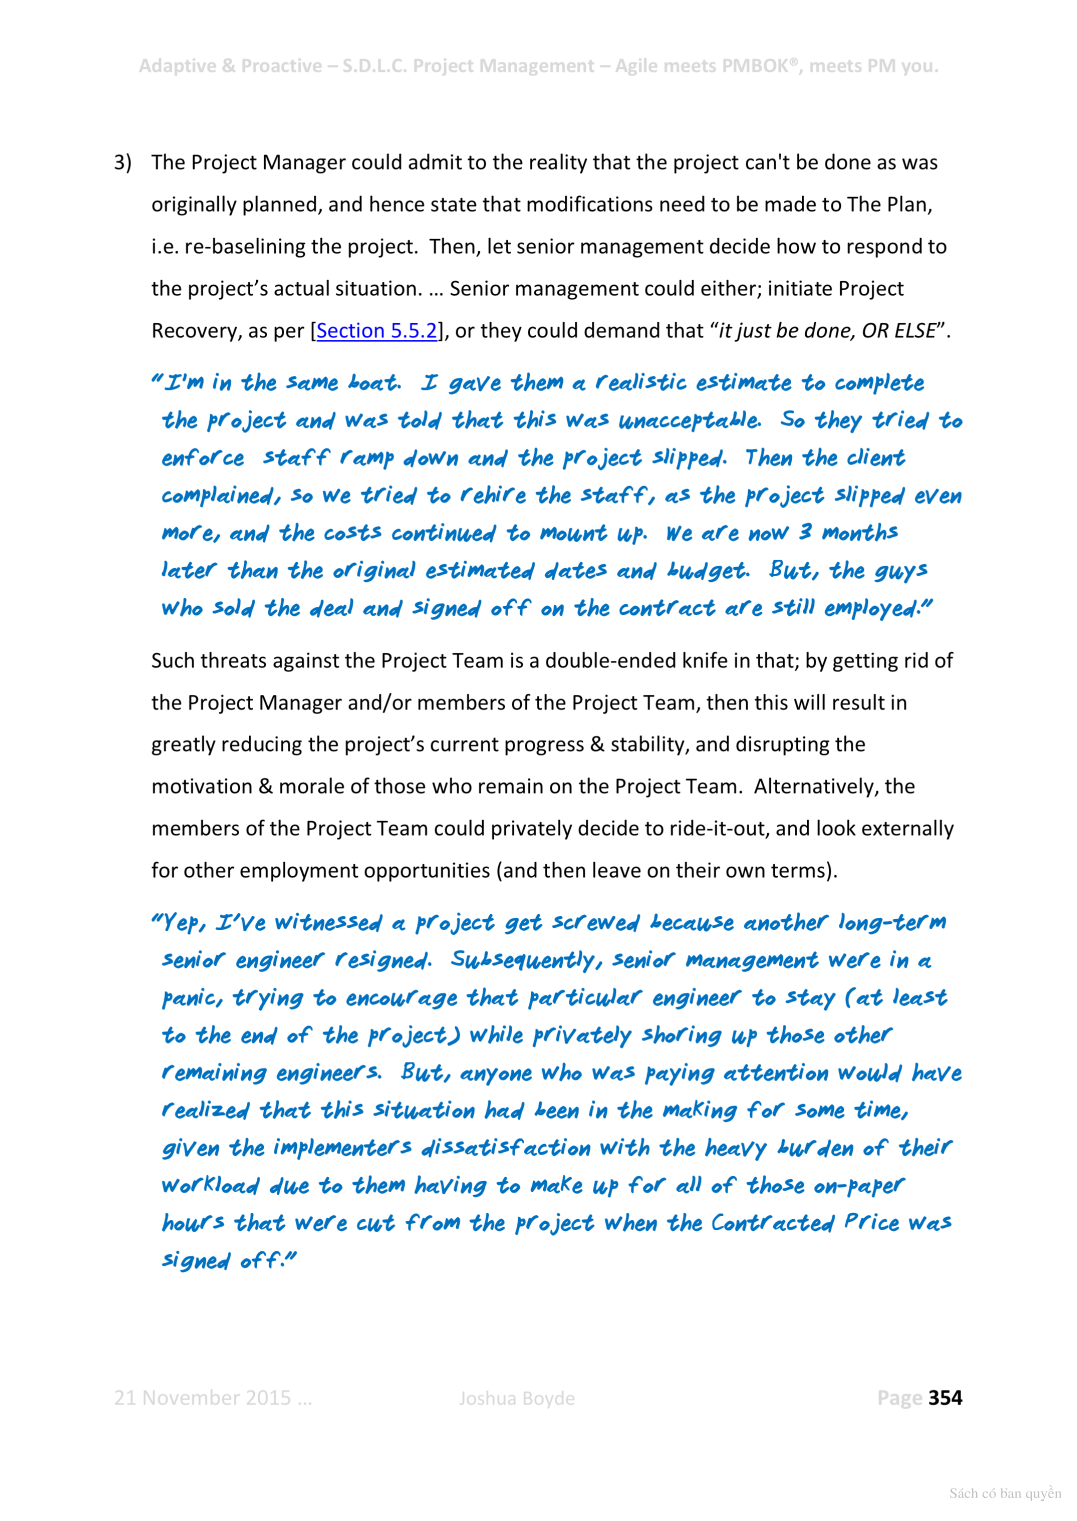 Adaptive & Proactive – S.D.L.C. Project Management – Agile meets PMBOK®, meets PM you.
3) The Project Manager could admit to the reality that the project can't be done as was
originally planned, and hence state that modifications need to be made to The Plan,
i.e. re-baselining the project. Then, let senior management decide how to respond to
the project’s actual situation. … Senior management could either; initiate Project
Recovery, as per [Section 5.5.2], or they could demand that “it just be done, OR ELSE”.
“I'm in the same boat. I gave them a realistic estimate to complete
the project and was told that this was unacceptable. So they tried to
enforce staff ramp down and the project slipped. Then the client
complained, so we tried to rehire the staff, as the project slipped even
more, and the costs continued to mount up. We are now 3 months
later than the original estimated dates and budget. But, the guys
who sold the deal and signed off on the contract are still employed.”
Such threats against the Project Team is a double-ended knife in that; by getting rid of
the Project Manager and/or members of the Project Team, then this will result in
greatly reducing the project’s current progress & stability, and disrupting the
motivation & morale of those who remain on the Project Team. Alternatively, the
members of the Project Team could privately decide to ride-it-out, and look externally
for other employment opportunities (and then leave on their own terms).
“Yep, I’ve witnessed a project get screwed because another long-term
senior engineer resigned. Subsequently, senior management were in a
panic, trying to encourage that particular engineer to stay (at least
to the end of the project) while privately shoring up those other
remaining engineers. But, anyone who was paying attention would have
realized that this situation had been in the making for some time,
given the implementers dissatisfaction with the heavy burden of their
workload due to them having to make up for all of those on-paper
hours that were cut from the project when the Contracted Price was
signed off.”
21 November 2015 … Joshua Boyde Page 354
Sách có bản quyền